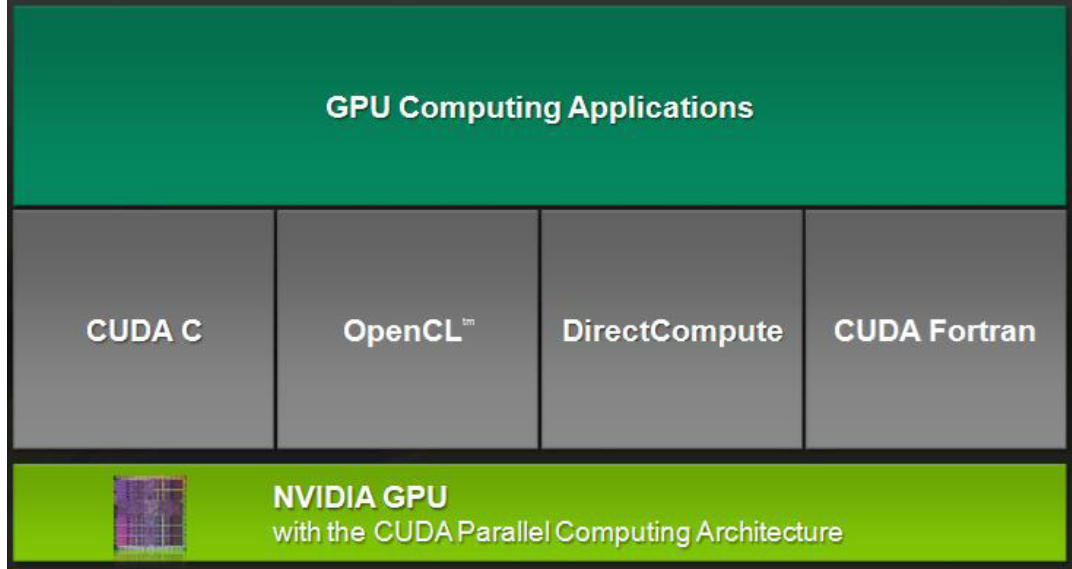 GPU Computing Applications
CUDA C
OpenCL™
DirectCompute
CUDA Fortran
NVIDIA GPU
with the CUDA Parallel Computing Architecture